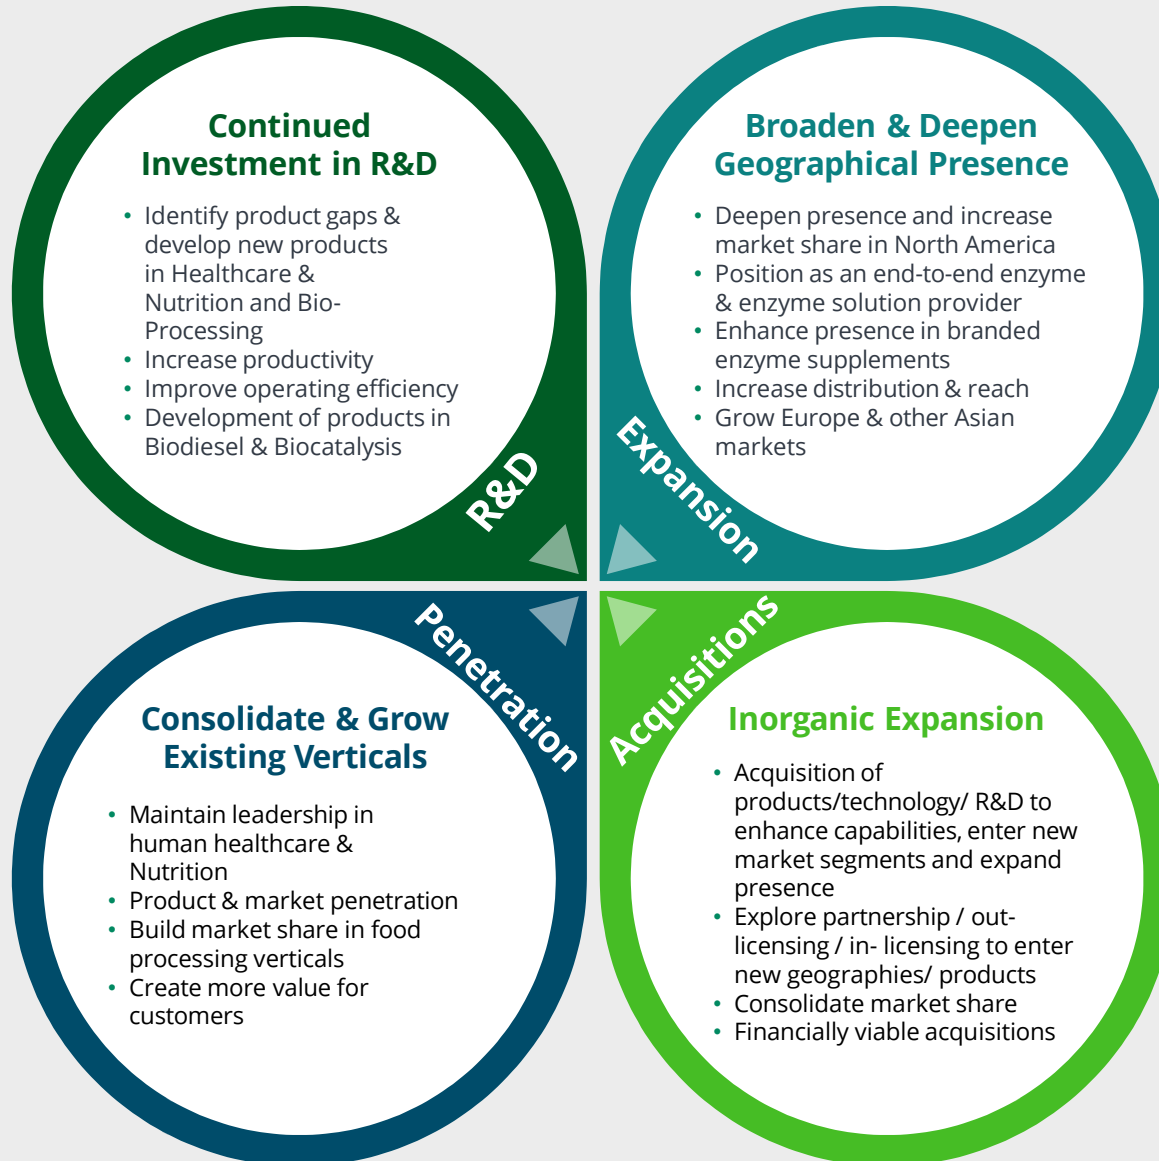 Continued
Investment in R&D
• Identify product gaps &
develop new products
in Healthcare &
Nutrition and Bio-
Processing
• Increase productivity
• Improve operating efficiency
• Development of products in
Biodiesel & Biocatalysis
R&D
Broaden & Deepen
Geographical Presence
• Deepen presence and increase
market share in North America
• Position as an end-to-end enzyme
& enzyme solution provider
• Enhance presence in branded
enzyme supplements
• Increase distribution & reach
• Grow Europe & other Asian
markets
Expansion
Penetration
Consolidate & Grow
Existing Verticals
• Maintain leadership in
human healthcare &
Nutrition
• Product & market penetration
• Build market share in food
processing verticals
• Create more value for
customers
Acquisitions
Inorganic Expansion
• Acquisition of
products/technology/ R&D to
enhance capabilities, enter new
market segments and expand
presence
• Explore partnership / out-
licensing / in- licensing to enter
new geographies/ products
• Consolidate market share
• Financially viable acquisitions